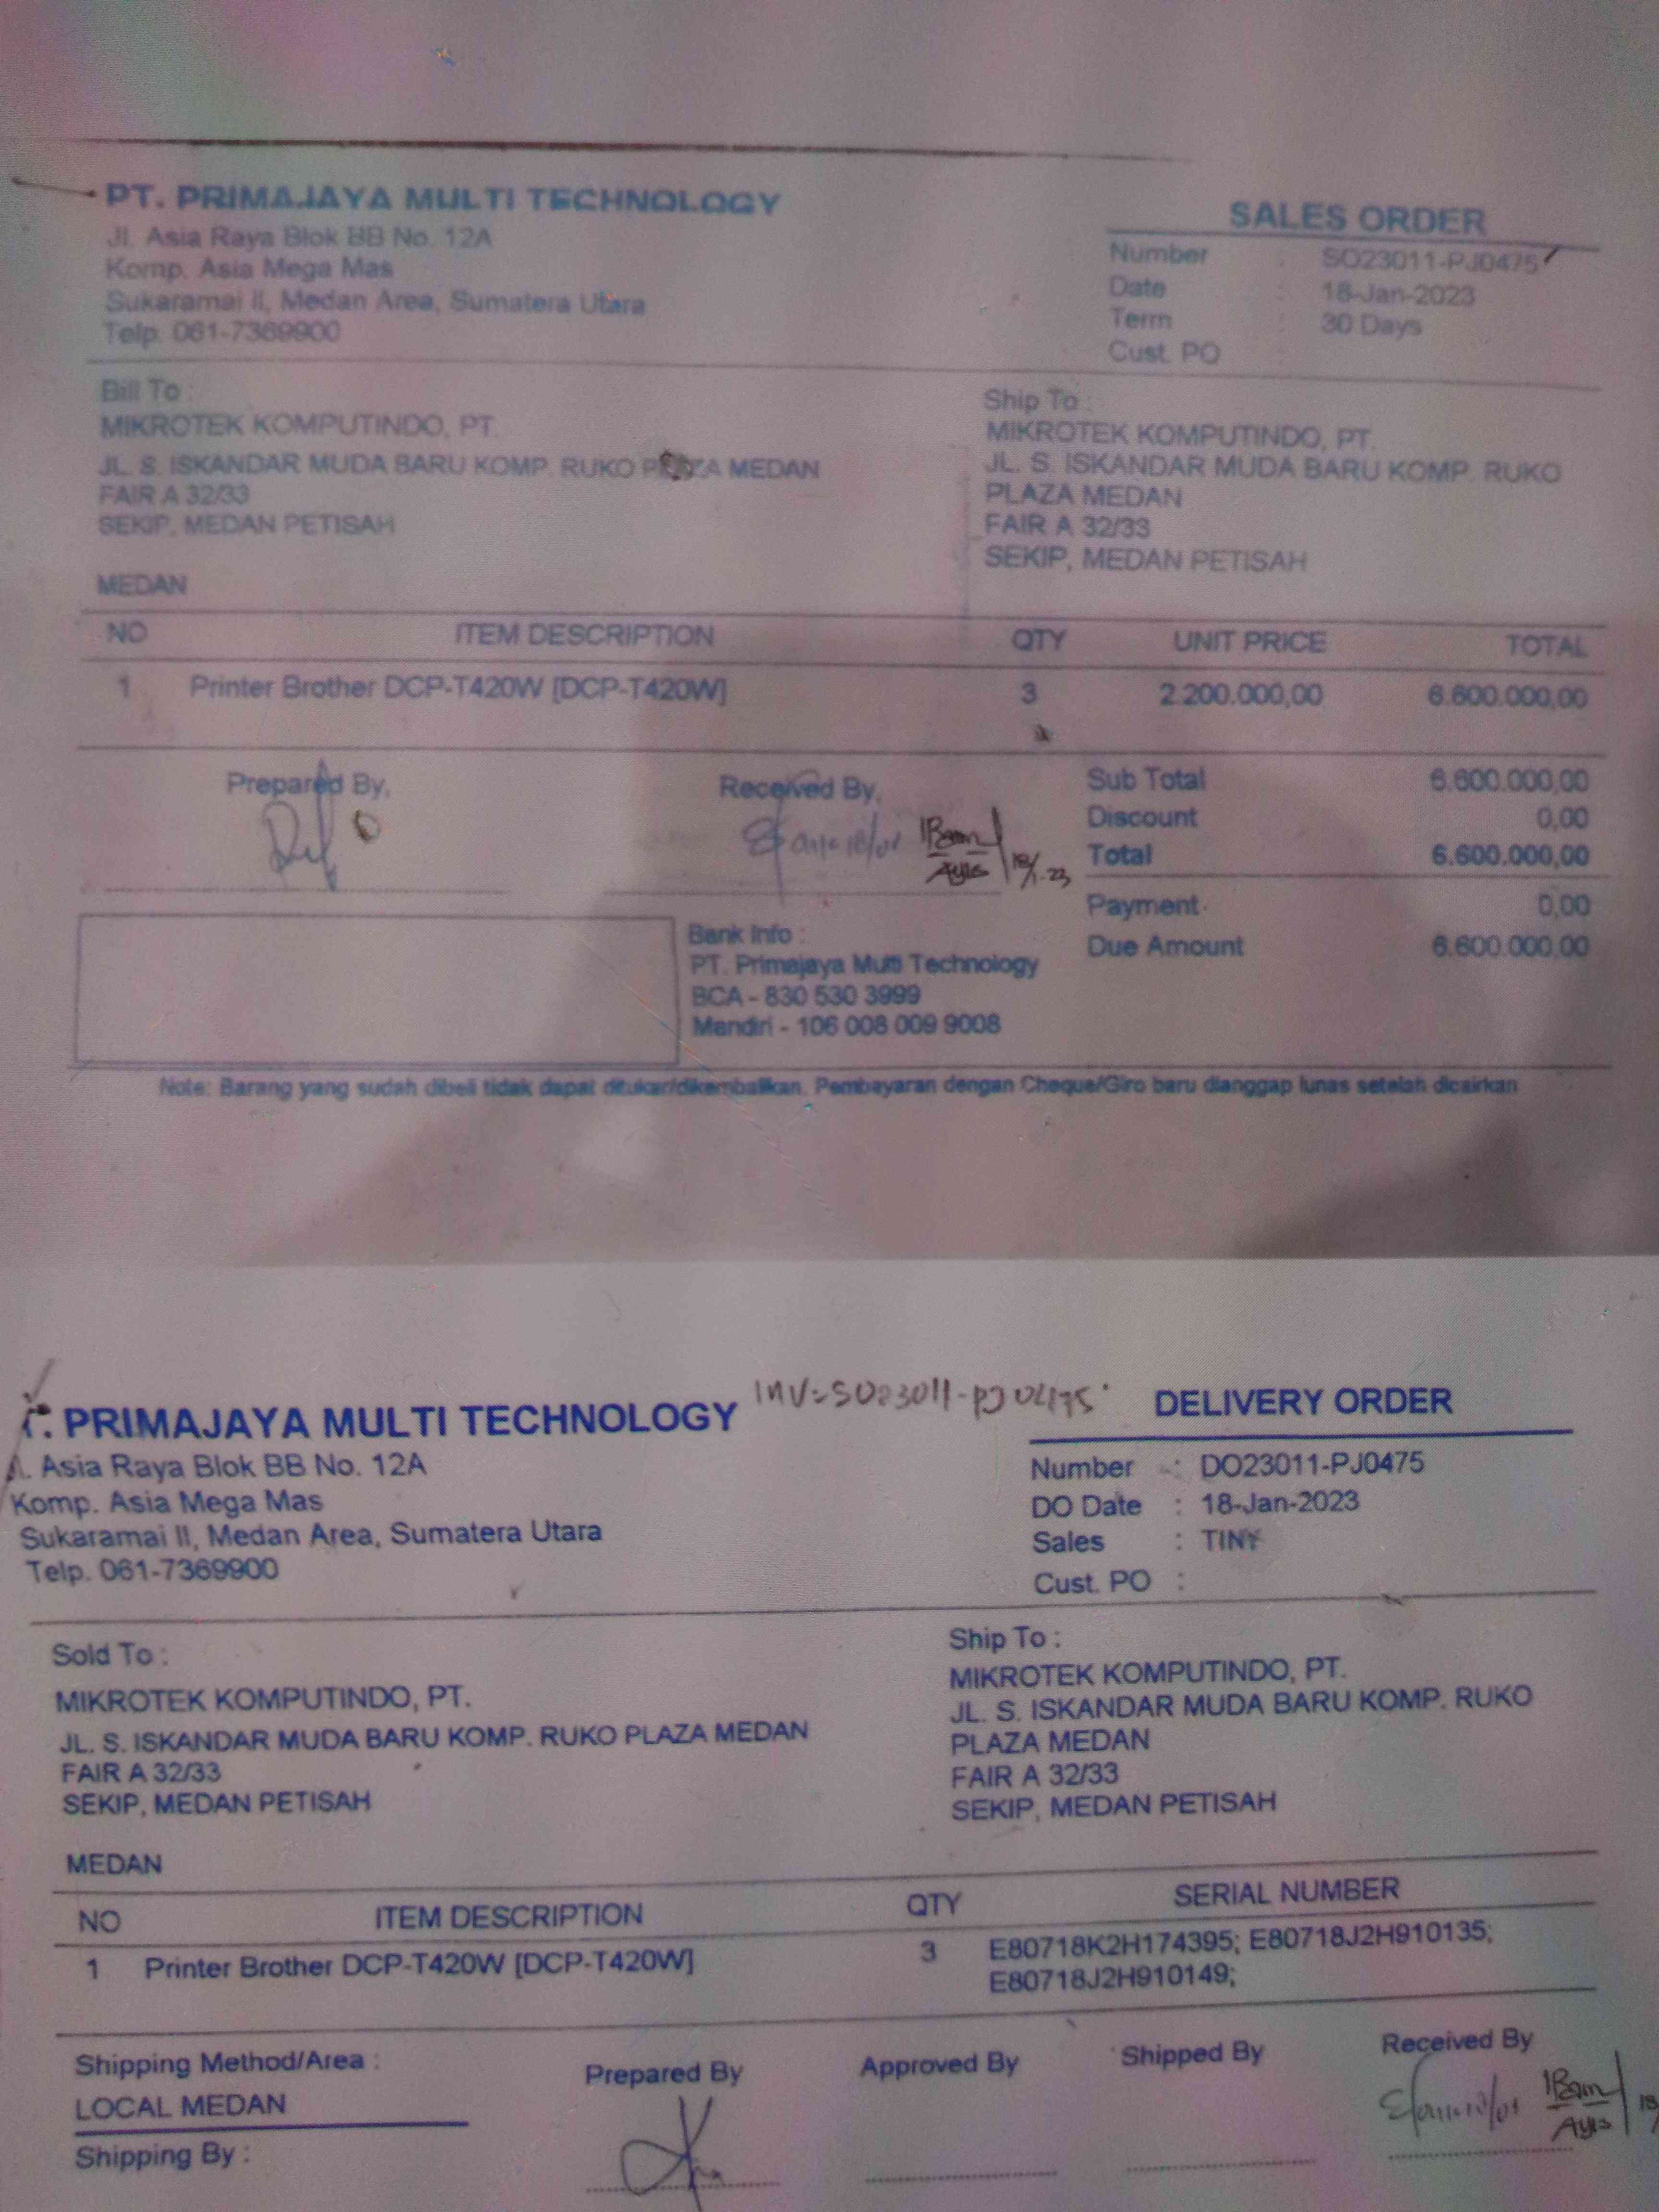 PT. PRIMAJAYA MULTI TECHNOLOGY
Jl. Asia Raya Blok BB No. 12A
Komp. Asia Mega Mas
Sukaramai II, Medan Area, Sumatera Utara
Telp. 061-7369900
SALES ORDER
Number : SO23011-PJ0475
Date : 18-Jan-2023
Term : 30 Days
Cust. PO :
Bill To :
MIKROTEK KOMPUTINDO, PT.
JL. S. ISKANDAR MUDA BARU KOMP. RUKO PLAZA MEDAN
FAIR A 32/33
SEKIP, MEDAN PETISAH
MEDAN
Ship To :
MIKROTEK KOMPUTINDO, PT.
JL. S. ISKANDAR MUDA BARU KOMP. RUKO
PLAZA MEDAN
FAIR A 32/33
SEKIP, MEDAN PETISAH
NO ITEM DESCRIPTION QTY UNIT PRICE TOTAL
1 Printer Brother DCP-T420W [DCP-T420W] 3 2.200.000,00 6.600.000,00
Prepared By,
Received By,
18/1.23
Sub Total 6.600.000,00
Discount 0,00
Total 6.600.000,00
Payment 0,00
Due Amount 6.600.000,00
Bank Info :
PT. Primajaya Multi Technology
BCA - 830 530 3999
Mandiri - 106 008 009 9008
Note: Barang yang sudah dibeli tidak dapat ditukar/dikembalikan. Pembayaran dengan Cheque/Giro baru dianggap lunas setelah dicairkan
INV=SO23011-PJ0475
. PRIMAJAYA MULTI TECHNOLOGY
. Asia Raya Blok BB No. 12A
Komp. Asia Mega Mas
Sukaramai II, Medan Area, Sumatera Utara
Telp. 061-7369900
DELIVERY ORDER
Number : DO23011-PJ0475
DO Date : 18-Jan-2023
Sales : TINY
Cust. PO :
Sold To :
MIKROTEK KOMPUTINDO, PT.
JL. S. ISKANDAR MUDA BARU KOMP. RUKO PLAZA MEDAN
FAIR A 32/33
SEKIP, MEDAN PETISAH
MEDAN
Ship To :
MIKROTEK KOMPUTINDO, PT.
JL. S. ISKANDAR MUDA BARU KOMP. RUKO
PLAZA MEDAN
FAIR A 32/33
SEKIP, MEDAN PETISAH
NO ITEM DESCRIPTION QTY SERIAL NUMBER
1 Printer Brother DCP-T420W [DCP-T420W] 3 E80718K2H174395; E80718J2H910135;
E80718J2H910149;
Shipping Method/Area :
LOCAL MEDAN
Shipping By :
Prepared By
Approved By
Shipped By
Received By